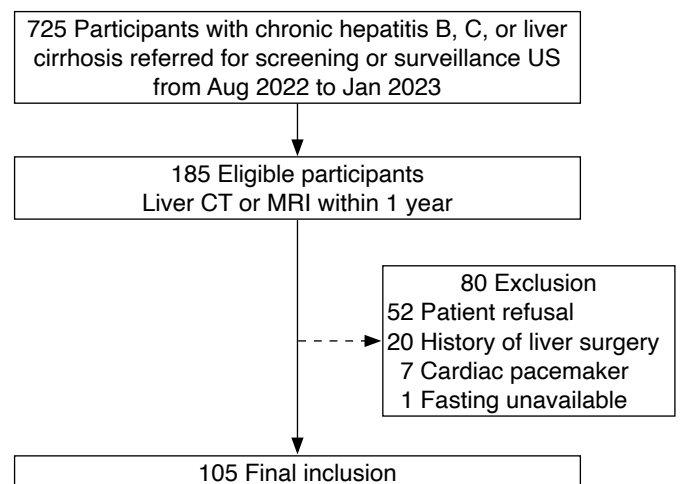 725 Participants with chronic hepatitis B, C, or liver
cirrhosis referred for screening or surveillance US
from Aug 2022 to Jan 2023
185 Eligible participants
Liver CT or MRI within 1 year
80 Exclusion
52 Patient refusal
20 History of liver surgery
7 Cardiac pacemaker
1 Fasting unavailable
105 Final inclusion